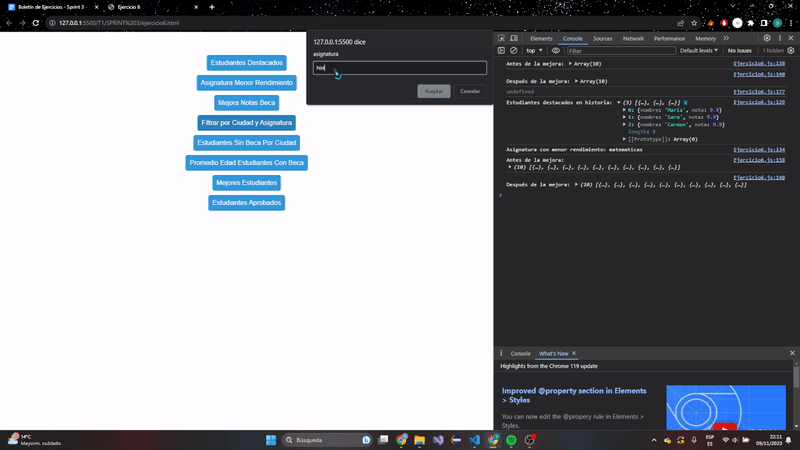 Boletín de Ejercicios - Sprint 3
Ejercicio 6
127.0.0.1:5500/T1/SPRINT%203/ejercicio6.html
Estudiantes Destacados
Asignatura Menor Rendimiento
Mejora Notas Beca
Filtrar por Ciudad y Asignatura
Estudiantes Sin Beca Por Ciudad
Promedio Edad Estudiantes Con Beca
Mejores Estudiantes
Estudiantes Aprobados
127.0.0.1:5500 dice
asignatura
hist
Aceptar
Cancelar
Elements Console Sources Network Performance Memory
top Filter Default levels No Issues 1 hidden
Antes de la mejora: Array(10) Ejercicio6.js:138
Ejercicio6.js:140
Después de la mejora: Array(10)
undefined Ejercicio6.js:177
Estudiantes destacados en historia: (3) [{…}, {…}, {…}] Ejercicio6.js:129
0: {nombre: "María", nota: 9.9}
1: {nombre: "Sara", nota: 9.8}
2: {nombre: "Carmen", nota: 9.8}
length: 3
[[Prototype]]: Array(0)
Asignatura con menor rendimiento: matematicas Ejercicio6.js:134
Antes de la mejora: Ejercicio6.js:138
(10) [{…}, {…}, {…}, {…}, {…}, {…}, {…}, {…}, {…}, {…}]
Ejercicio6.js:140
Después de la mejora: (10) [{…}, {…}, {…}, {…}, {…}, {…}, {…}, {…}, {…}, {…}]
Console What's New
Highlights from the Chrome 119 update
Improved @property section in Elements
> Styles
You can now edit the @propery rule in Elements >
Styles.
14°C
Mayorm. nublado
Búsqueda
ESP
ES
22:11
09/11/2023